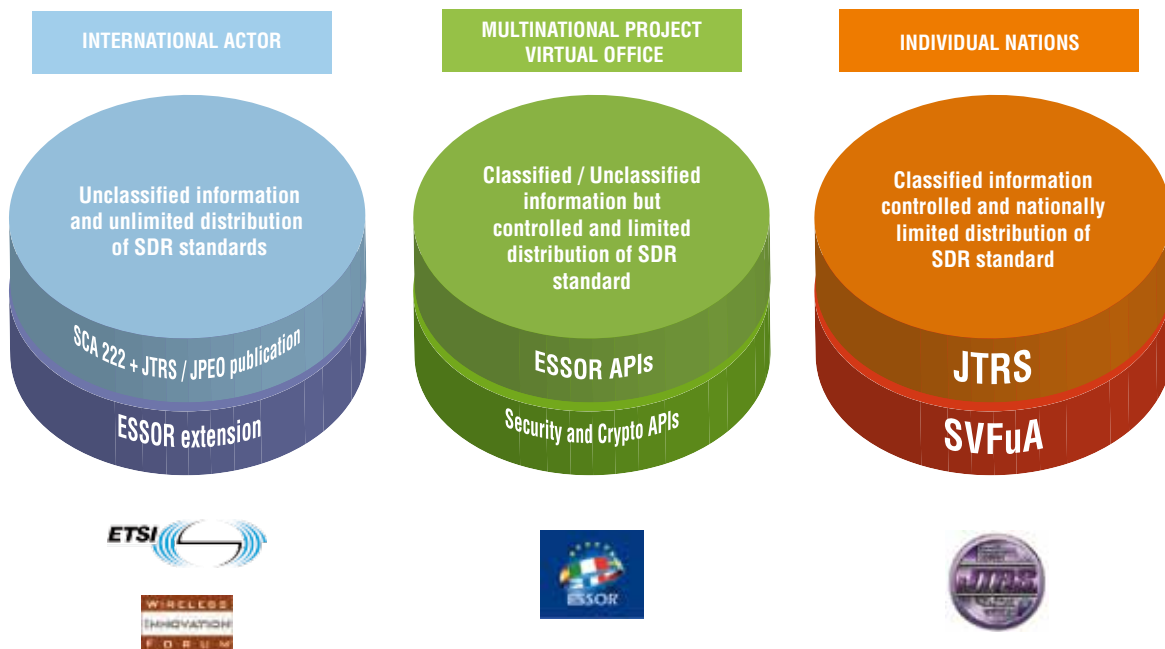 INTERNATIONAL ACTOR
MULTINATIONAL PROJECT
VIRTUAL OFFICE
INDIVIDUAL NATIONS
Unclassified information
and unlimited distribution
of SDR standards
SCA 222 + JTRS / JPEO publication
ESSOR extension
Classified / Unclassified
information but
controlled and limited
distribution of SDR
standard
ESSOR APIs
Security and Crypto APIs
Classified information
controlled and nationally
limited distribution of
SDR standard
JTRS
SVFuA
ETSI
WIRELESS
INNOVATION
FORUM
ESSOR
JTRS